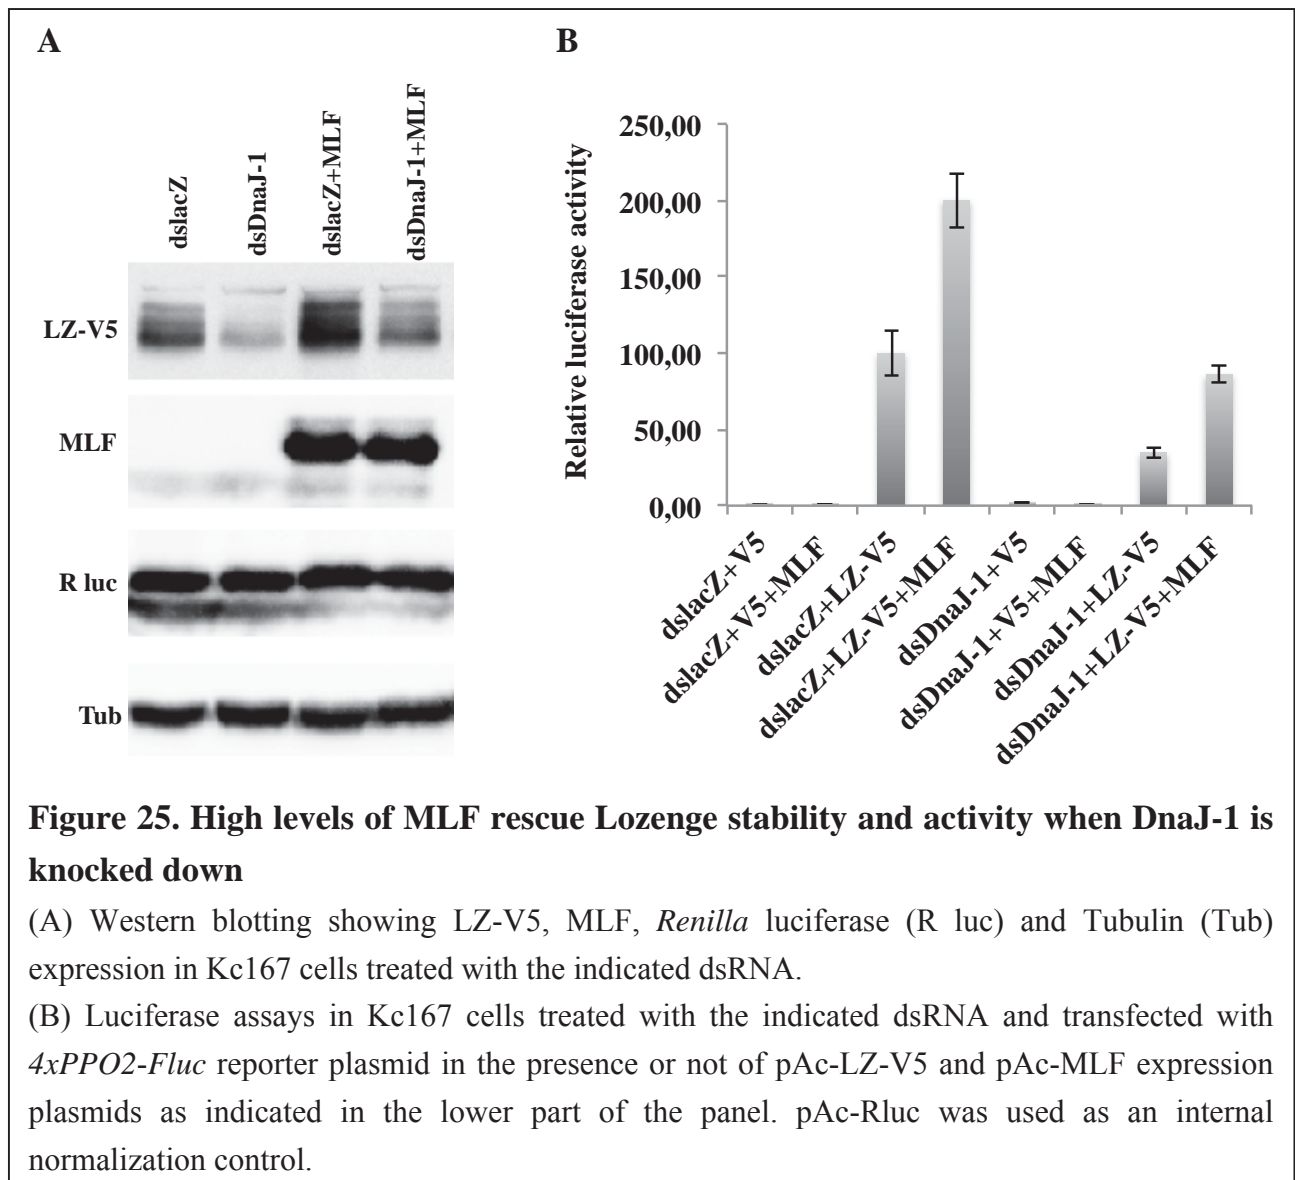 A
B
dslacZ
dsDnaJ-1
dslacZ+MLF
dsDnaJ-1+MLF
LZ-V5
MLF
R luc
Tub
Relative luciferase activity
250,00
200,00
150,00
100,00
50,00
0,00
dslacZ+V5
dslacZ+V5+MLF
dslacZ+LZ-V5
dslacZ+LZ-V5+MLF
dsDnaJ-1+V5
dsDnaJ-1+V5+MLF
dsDnaJ-1+LZ-V5
dsDnaJ-1+LZ-V5+MLF
Figure 25. High levels of MLF rescue Lozenge stability and activity when DnaJ-1 is
knocked down
(A) Western blotting showing LZ-V5, MLF, Renilla luciferase (R luc) and Tubulin (Tub)
expression in Kc167 cells treated with the indicated dsRNA.
(B) Luciferase assays in Kc167 cells treated with the indicated dsRNA and transfected with
4xPPO2-Fluc reporter plasmid in the presence or not of pAc-LZ-V5 and pAc-MLF expression
plasmids as indicated in the lower part of the panel. pAc-Rluc was used as an internal
normalization control.